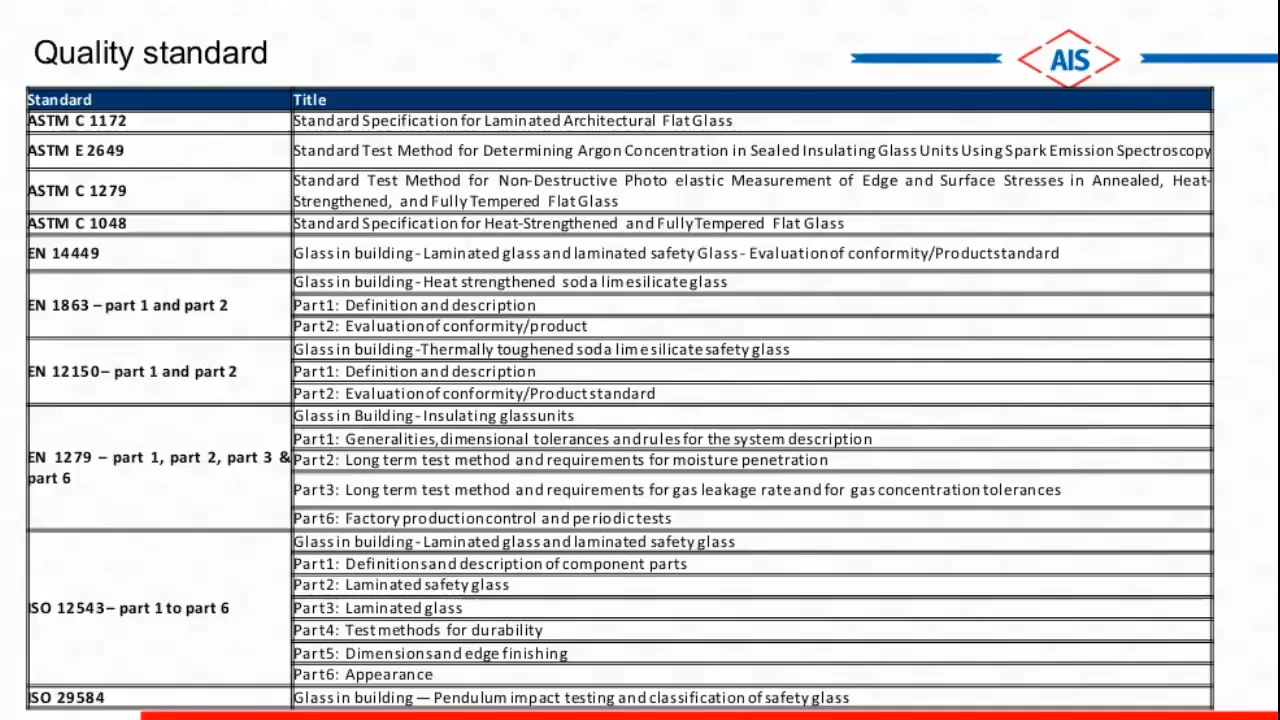 Quality standard
AIS
Standard Title
ASTM C 1172 Standard Specification for Laminated Architectural Flat Glass
ASTM E 2649 Standard Test Method for Determining Argon Concentration in Sealed Insulating Glass Units Using Spark Emission Spectroscopy
ASTM C 1279 Standard Test Method for Non-Destructive Photo elastic Measurement of Edge and Surface Stresses in Annealed, Heat-
Strengthened, and Fully Tempered Flat Glass
ASTM C 1048 Standard Specification for Heat-Strengthened and Fully Tempered Flat Glass
EN 14449 Glass in building - Laminated glass and laminated safety Glass - Evaluation of conformity/Product standard
EN 1863 – part 1 and part 2
Glass in building - Heat strengthened soda lime silicate glass
Part1: Definition and description
Part2: Evaluation of conformity/product
EN 12150– part 1 and part 2
Glass in building -Thermally toughened soda lime silicate safety glass
Part1: Definition and description
Part2: Evaluation of conformity/Product standard
EN 1279 – part 1, part 2, part 3 &
part 6
Glass in Building - Insulating glass units
Part1: Generalities, dimensional tolerances and rules for the system description
Part2: Long term test method and requirements for moisture penetration
Part3: Long term test method and requirements for gas leakage rate and for gas concentration tolerances
Part6: Factory production control and periodic tests
ISO 12543– part 1 to part 6
Glass in building - Laminated glass and laminated safety glass
Part1: Definitions and description of component parts
Part2: Laminated safety glass
Part3: Laminated glass
Part4: Test methods for durability
Part5: Dimensions and edge finishing
Part6: Appearance
ISO 29584 Glass in building — Pendulum impact testing and classification of safety glass